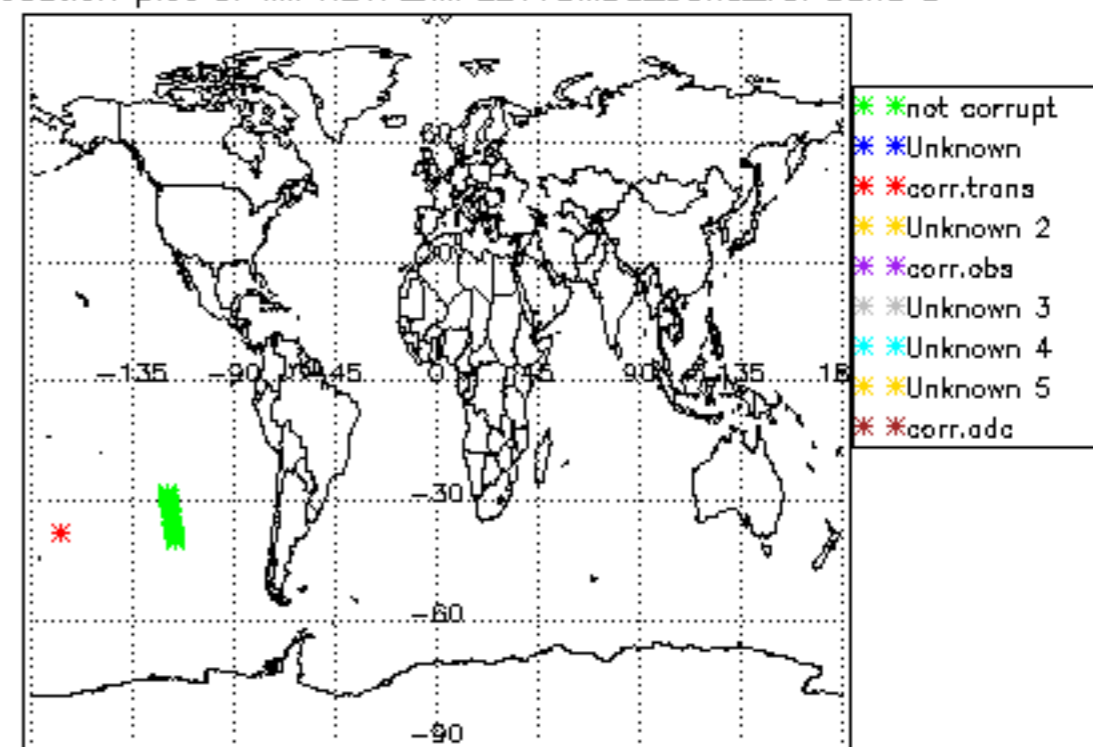 60
-135
-90
45
0
45
90
135
-30
-60
-90
not corrupt
Unknown
corr.trans
Unknown 2
corr.obs
Unknown 3
Unknown 4
Unknown 5
corr.adc